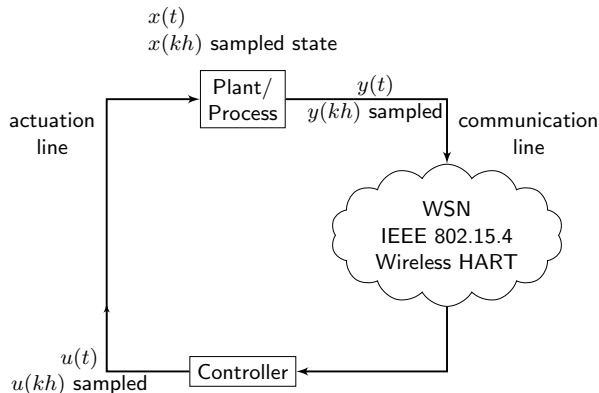 x(t)
x(kh) sampled state
Plant/
Process
y(t)
y(kh) sampled
actuation
line
communication
line
WSN
IEEE 802.15.4
Wireless HART
u(t)
u(kh) sampled
Controller